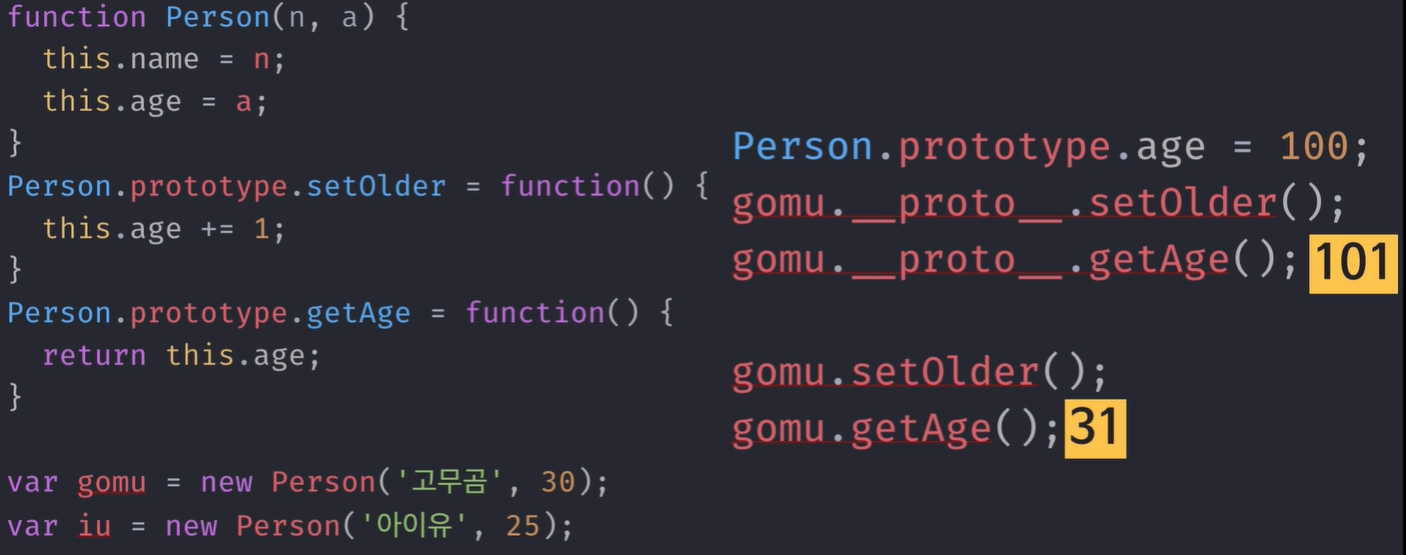 function Person(n, a) {
  this.name = n;
  this.age = a;
}
Person.prototype.setOlder = function() {
  this.age += 1;
}
Person.prototype.getAge = function() {
  return this.age;
}
var gomu = new Person('고무곰', 30);
var iu = new Person('아이유', 25);
Person.prototype.age = 100;
gomu.__proto__.setOlder();
gomu.__proto__.getAge(); 101
gomu.setOlder();
gomu.getAge(); 31